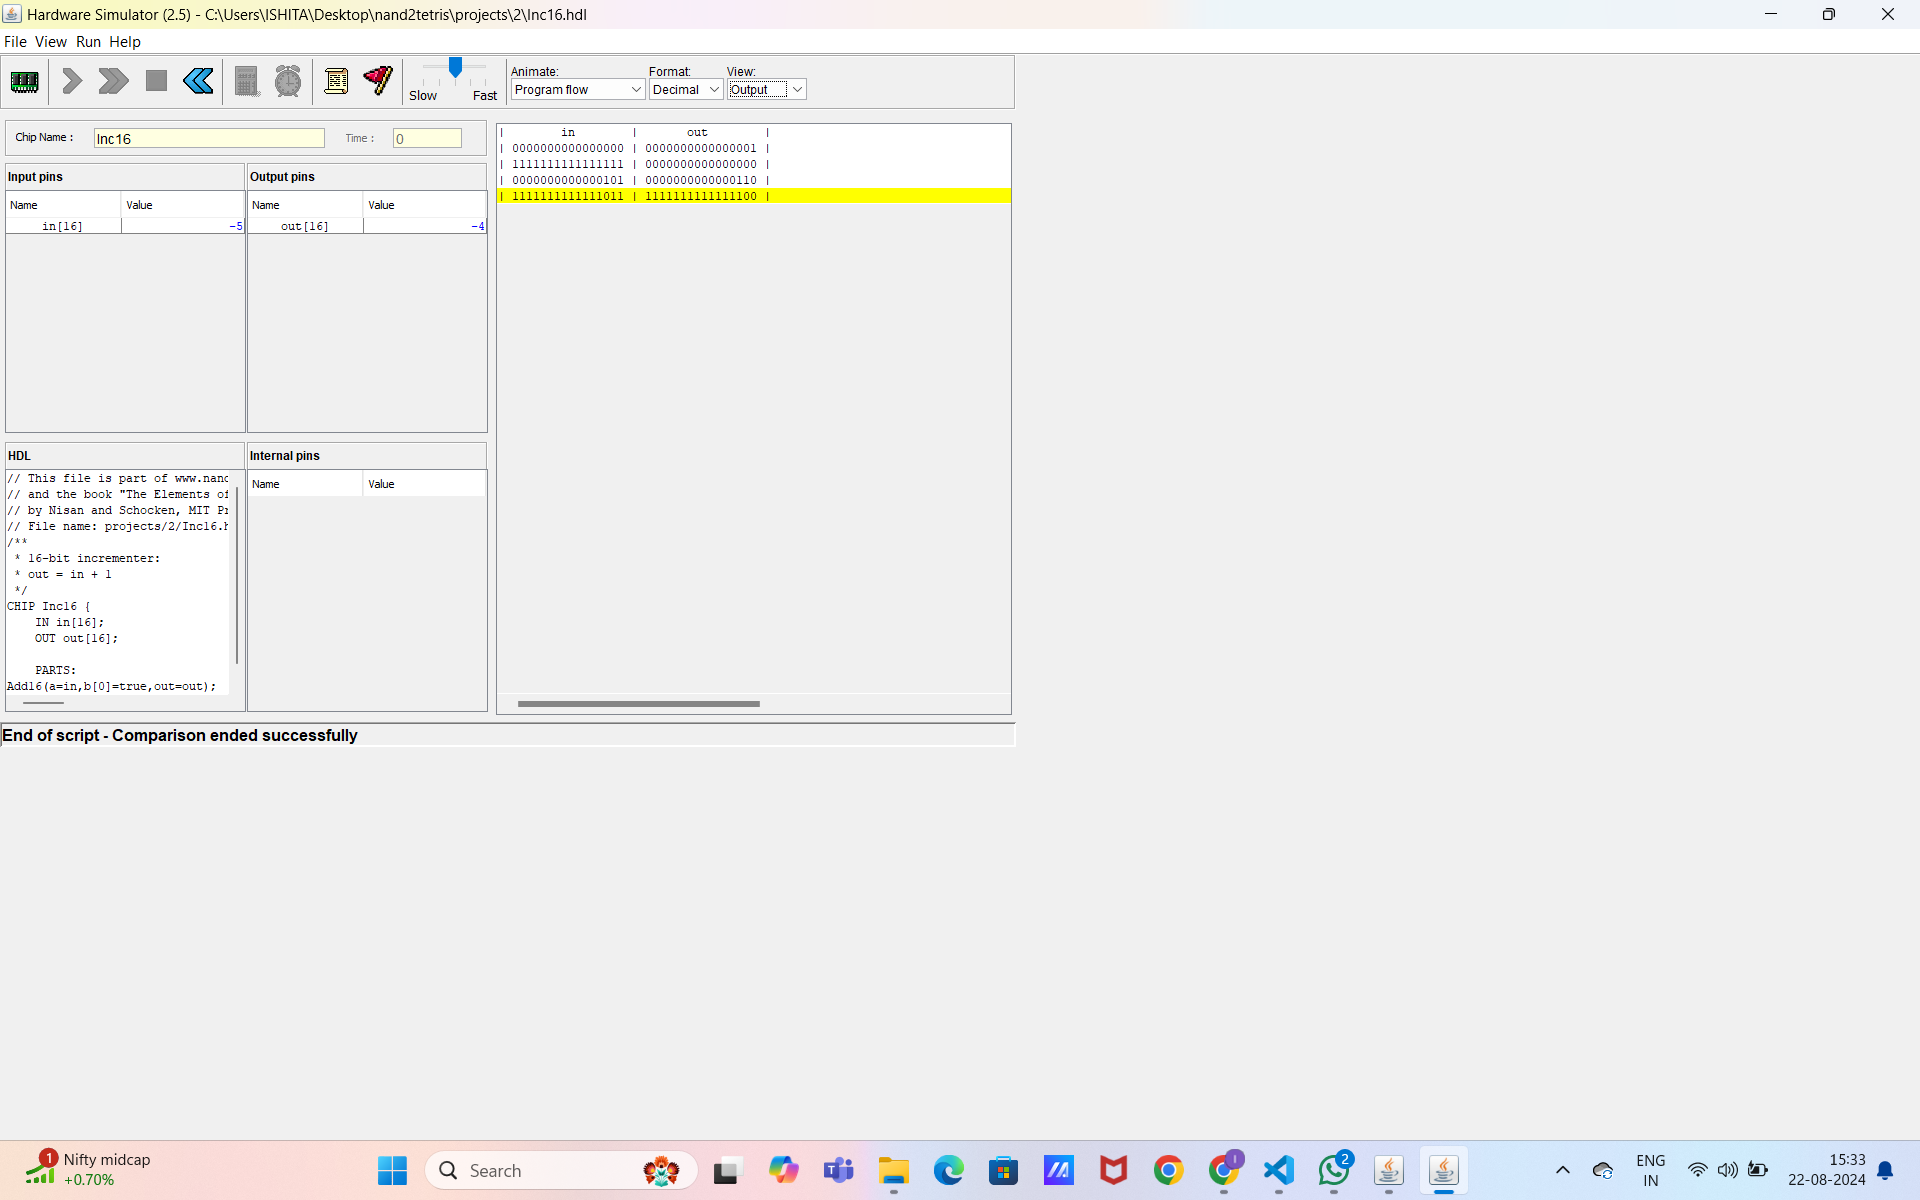 Hardware Simulator (2.5) - C:\Users\ISHITA\Desktop\nand2tetris\projects\2\Inc16.hdl
File View Run Help
Animate: Format: View:
Slow Fast Program flow Decimal Output
Chip Name : Inc16 Time : 0
Input pins
Name Value
in[16] -5
Output pins
Name Value
out[16] -4
| in | out |
| 0000000000000000 | 0000000000000001 |
| 1111111111111111 | 0000000000000000 |
| 0000000000000101 | 0000000000000110 |
| 1111111111111011 | 1111111111111100 |
HDL
// This file is part of www.nand
// and the book "The Elements of
// by Nisan and Schocken, MIT Pr
// File name: projects/2/Inc16.h
/**
* 16-bit incrementer:
* out = in + 1
*/
CHIP Inc16 {
IN in[16];
OUT out[16];
PARTS:
Add16(a=in,b[0]=true,out=out);
Internal pins
Name Value
End of script - Comparison ended successfully
1
Nifty midcap
+0.70%
Search
2
ENG
IN
15:33
22-08-2024